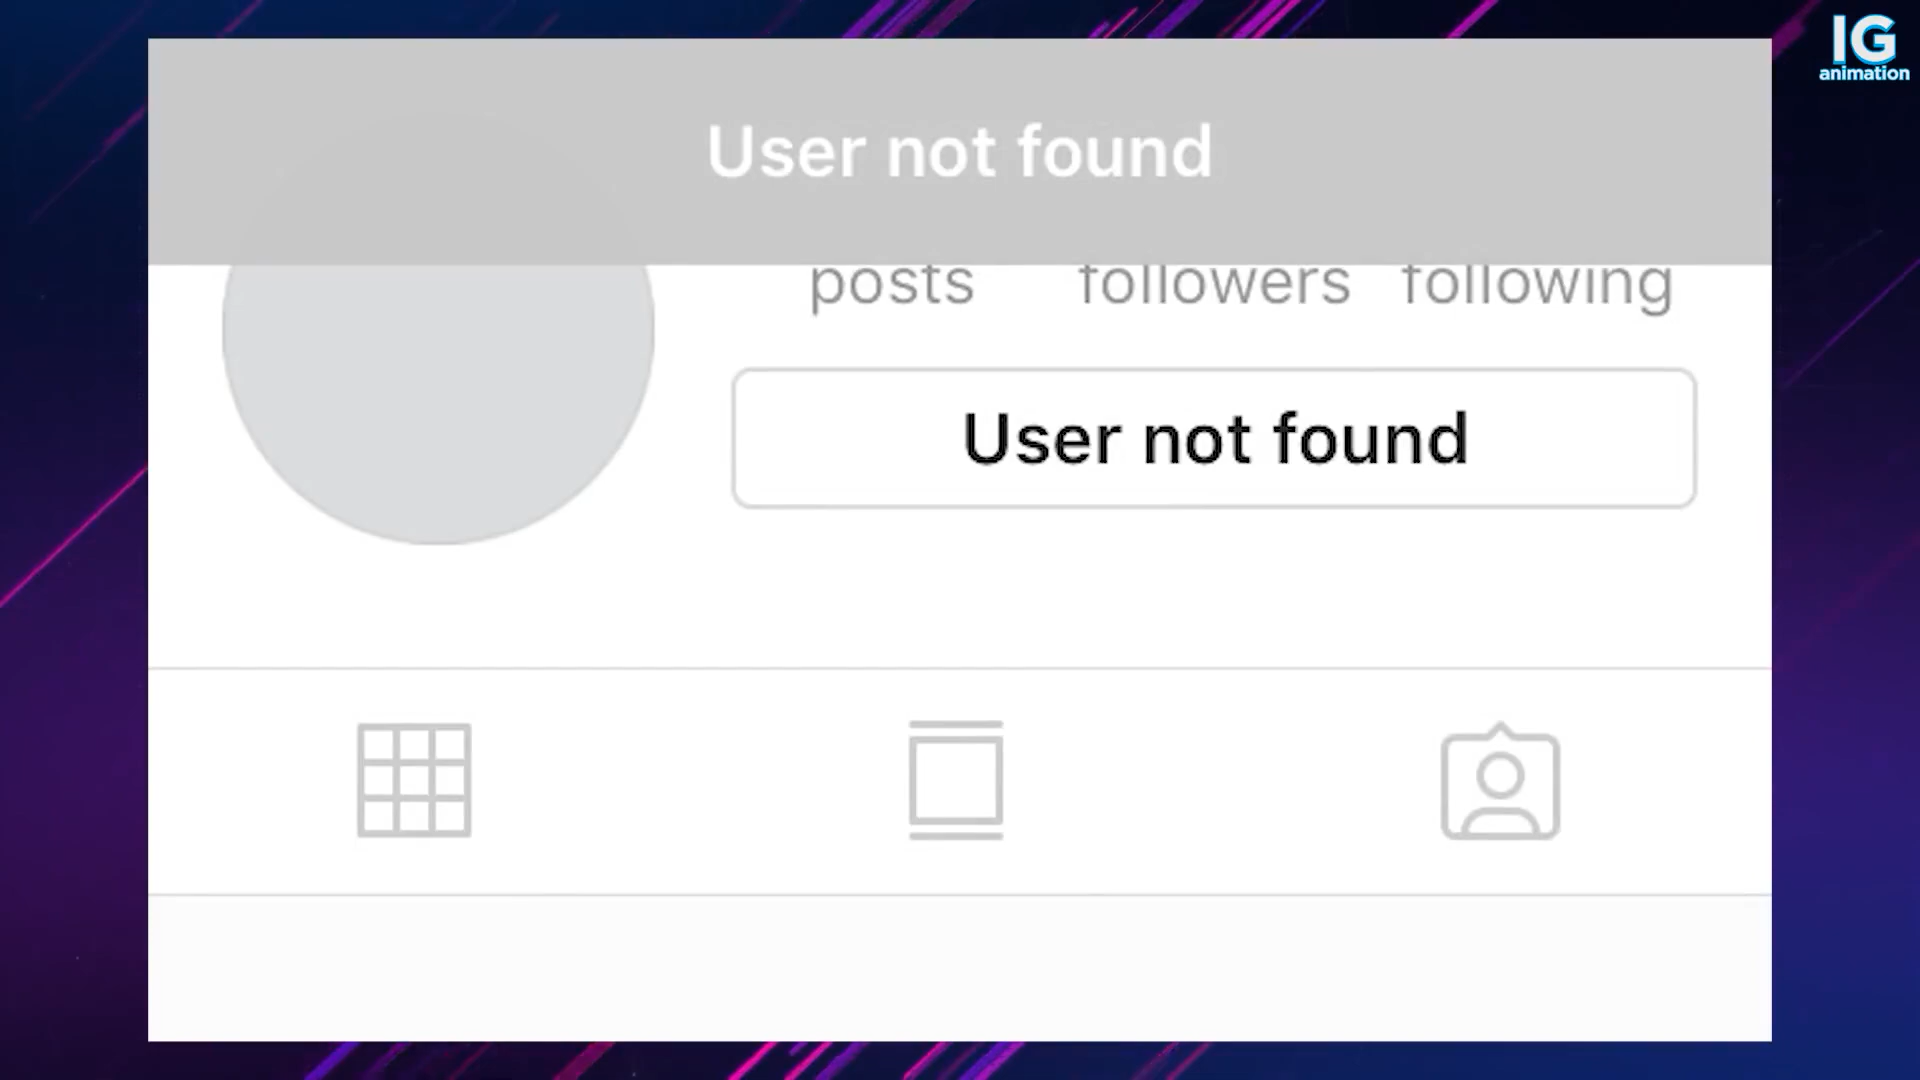 IG
animation
User not found
posts followers following
User not found